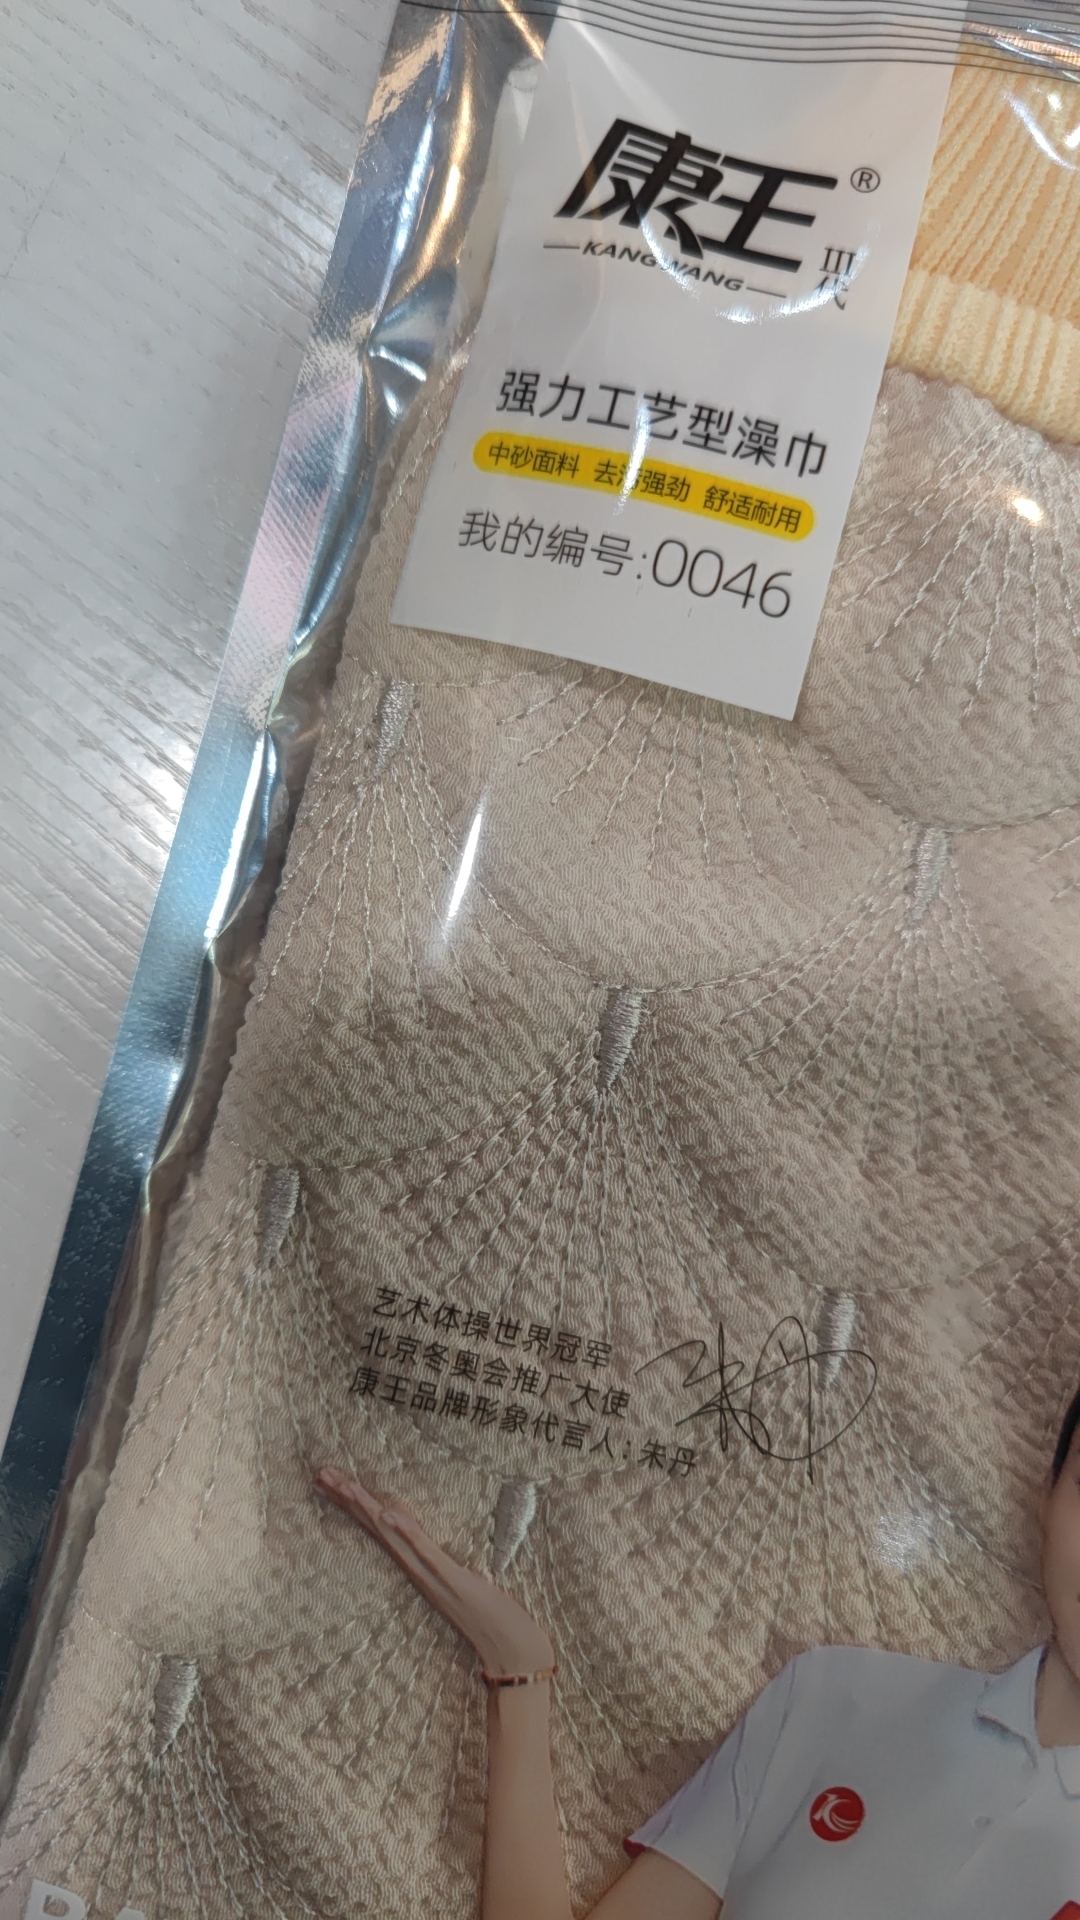 康王®
KANGWANG
III代
强力工艺型澡巾
中砂面料 去污强劲 舒适耐用
我的编号:0046
艺术体操世界冠军
北京冬奥会推广大使
康王品牌形象代言人:朱丹
朱丹